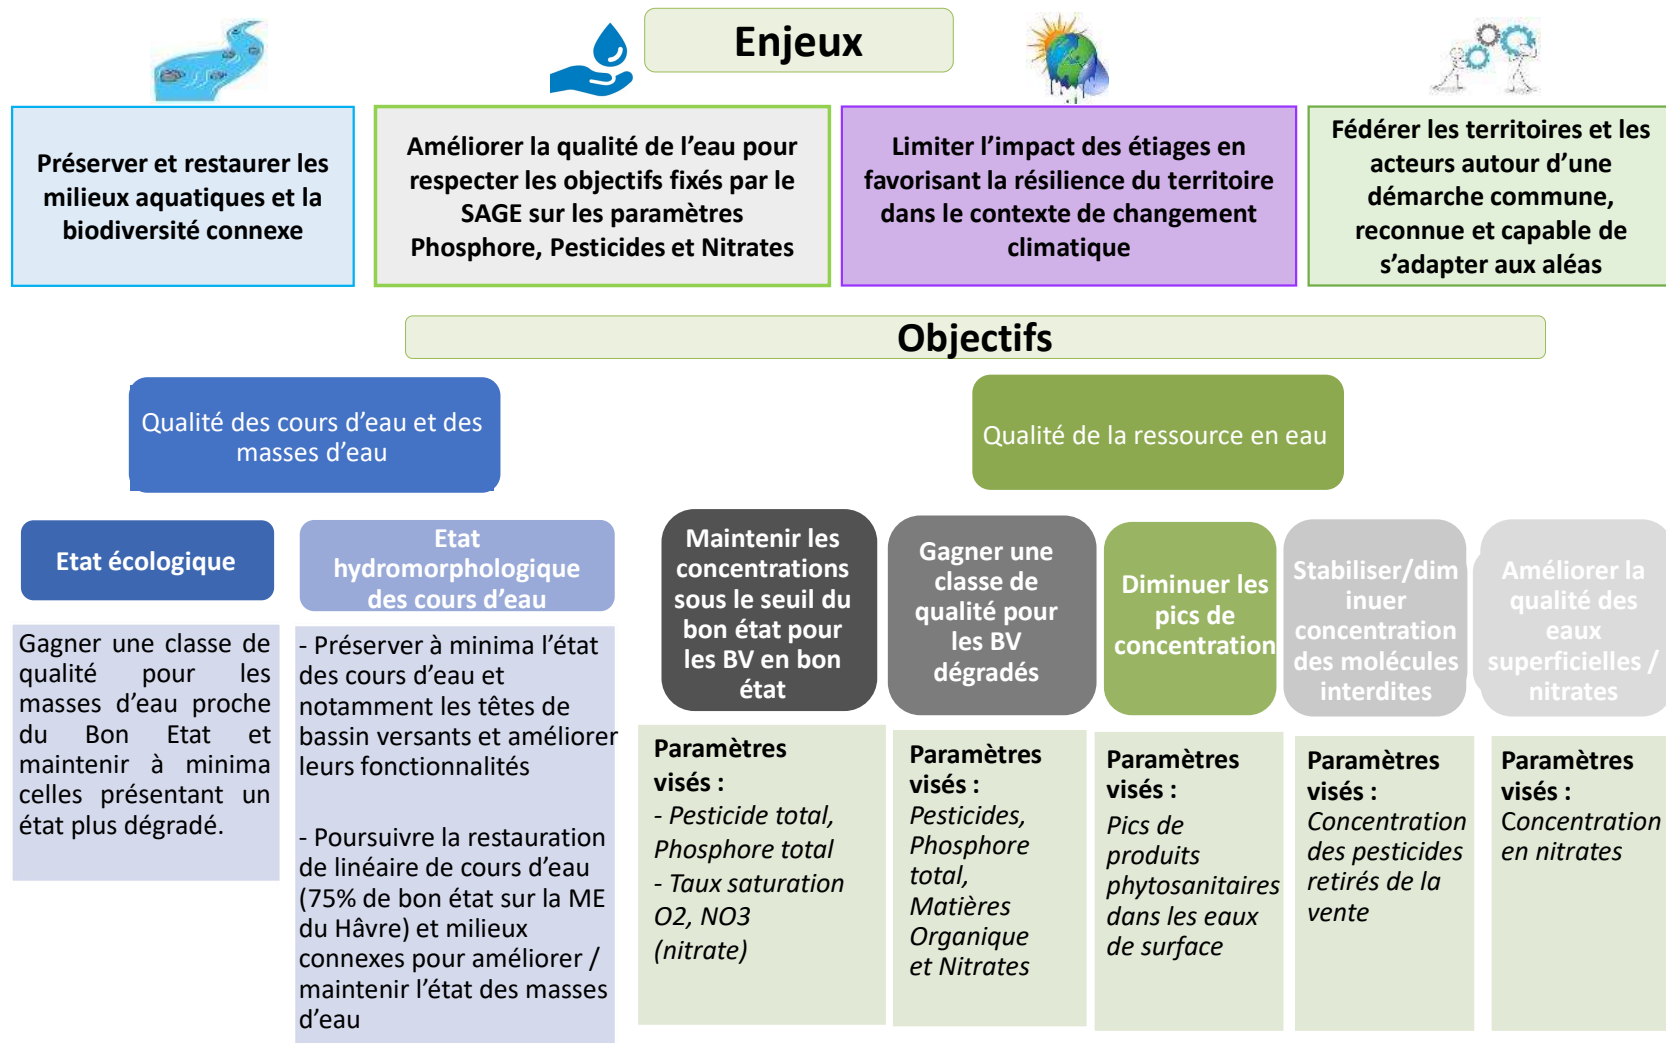 Enjeux
Préserver et restaurer les
milieux aquatiques et la
biodiversité connexe
Améliorer la qualité de l’eau pour
respecter les objectifs fixés par le
SAGE sur les paramètres
Phosphore, Pesticides et Nitrates
Limiter l’impact des étiages en
favorisant la résilience du territoire
dans le contexte de changement
climatique
Fédérer les territoires et les
acteurs autour d’une
démarche commune,
reconnue et capable de
s’adapter aux aléas
Objectifs
Qualité des cours d’eau et des
masses d’eau
Qualité de la ressource en eau
Etat écologique
Gagner une classe de
qualité pour les
masses d’eau proche
du Bon Etat et
maintenir à minima
celles présentant un
état plus dégradé.
Etat
hydromorphologique
des cours d’eau
- Préserver à minima l’état
des cours d’eau et
notamment les têtes de
bassin versants et améliorer
leurs fonctionnalités
- Poursuivre la restauration
de linéaire de cours d’eau
(75% de bon état sur la ME
du Hâvre) et milieux
connexes pour améliorer /
maintenir l’état des masses
d’eau
Maintenir les
concentrations
sous le seuil du
bon état pour
les BV en bon
état
Paramètres
visés :
- Pesticide total,
Phosphore total
- Taux saturation
O2, NO3
(nitrate)
Gagner une
classe de
qualité pour
les BV
dégradés
Paramètres
visés :
Pesticides,
Phosphore
total,
Matières
Organique
et Nitrates
Diminuer les
pics de
concentration
Paramètres
visés :
Pics de
produits
phytosanitaires
dans les eaux
de surface
Stabiliser/dim
inuer
concentration
des molécules
interdites
Paramètres
visés :
Concentration
des pesticides
retirés de la
vente
Améliorer la
qualité des
eaux
superficielles /
nitrates
Paramètres
visés :
Concentration
en nitrates